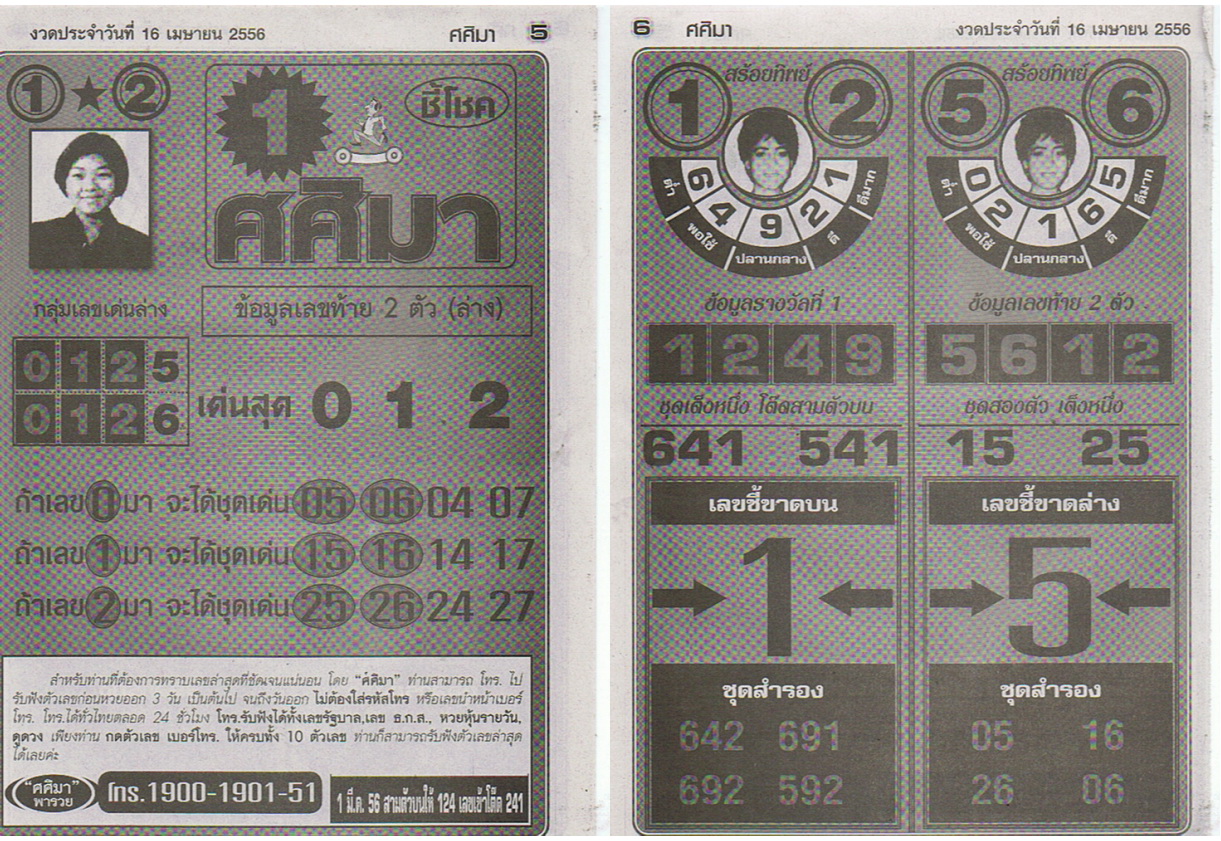 งวดประจำวันที่ 16 เมษายน 2556
ศศิมา 5
1 ★ 2
1
ชี้โชค
ศศิมา
กลุ่มเลขเด่นล่าง
ข้อมูลเลขท้าย 2 ตัว (ล่าง)
0 1 2 5
0 1 2 6
เด่นสุด 0 1 2
ถ้าเลข 0 มา จะได้ชุดเด่น 05 06 04 07
ถ้าเลข 1 มา จะได้ชุดเด่น 15 16 14 17
ถ้าเลข 2 มา จะได้ชุดเด่น 25 26 24 27
สำหรับท่านที่ต้องการทราบเลขล่าสุดที่ชัดเจนแน่นอน โดย "ศศิมา" ท่านสามารถ โทร. ไป
รับฟังตัวเลขก่อนหวยออก 3 วัน เป็นต้นไป จนถึงวันออก ไม่ต้องใส่รหัสโทร หรือเลขนำหน้าเบอร์
โทร. โทร.ได้ทั่วไทยตลอด 24 ชั่วโมง โทร.รับฟังได้ทั้งเลขรัฐบาล,เลข ธ.ก.ส., หวยหุ้นรายวัน,
ดูดวง เพียงท่าน กดตัวเลข เบอร์โทร. ให้ครบทั้ง 10 ตัวเลข ท่านก็สามารถรับฟังตัวเลขล่าสุด
ได้เลยค่ะ
"ศศิมา"
พารวย
โทร.1900-1901-51
1 มี.ค. 56 สามตัวบนให้ 124 เลขเข้าโต๊ด 241
6 ศศิมา
งวดประจำวันที่ 16 เมษายน 2556
สร้อยทิพย์
1 2
6 4 9 2 1
ต่ำ พอใช้ ปลานกลาง ดี ดีมาก
ข้อมูลรางวัลที่ 1
1 2 4 9
ชุดเต็งหนึ่ง โต๊ดสามตัวบน
641 541
เลขชี้ขาดบน
1
ชุดสำรอง
642 691
692 592
สร้อยทิพย์
5 6
0 2 1 6 5
ต่ำ พอใช้ ปลานกลาง ดี ดีมาก
ข้อมูลเลขท้าย 2 ตัว
5 6 1 2
ชุดสองตัว เต็งหนึ่ง
15 25
เลขชี้ขาดล่าง
5
ชุดสำรอง
05 16
26 06